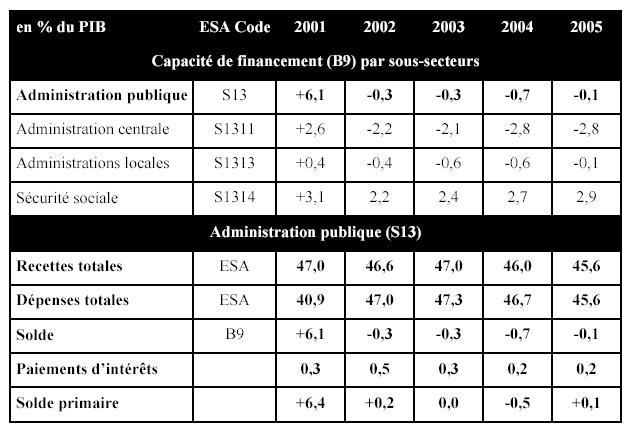 en % du PIB ESA Code 2001 2002 2003 2004 2005
Capacité de financement (B9) par sous-secteurs
Administration publique S13 +6,1 -0,3 -0,3 -0,7 -0,1
Administration centrale S1311 +2,6 -2,2 -2,1 -2,8 -2,8
Administrations locales S1313 +0,4 -0,4 -0,6 -0,6 -0,1
Sécurité sociale S1314 +3,1 2,2 2,4 2,7 2,9
Administration publique (S13)
Recettes totales ESA 47,0 46,6 47,0 46,0 45,6
Dépenses totales ESA 40,9 47,0 47,3 46,7 45,6
Solde B9 +6,1 -0,3 -0,3 -0,7 -0,1
Paiements d'intérêts 0,3 0,5 0,3 0,2 0,2
Solde primaire +6,4 +0,2 0,0 -0,5 +0,1